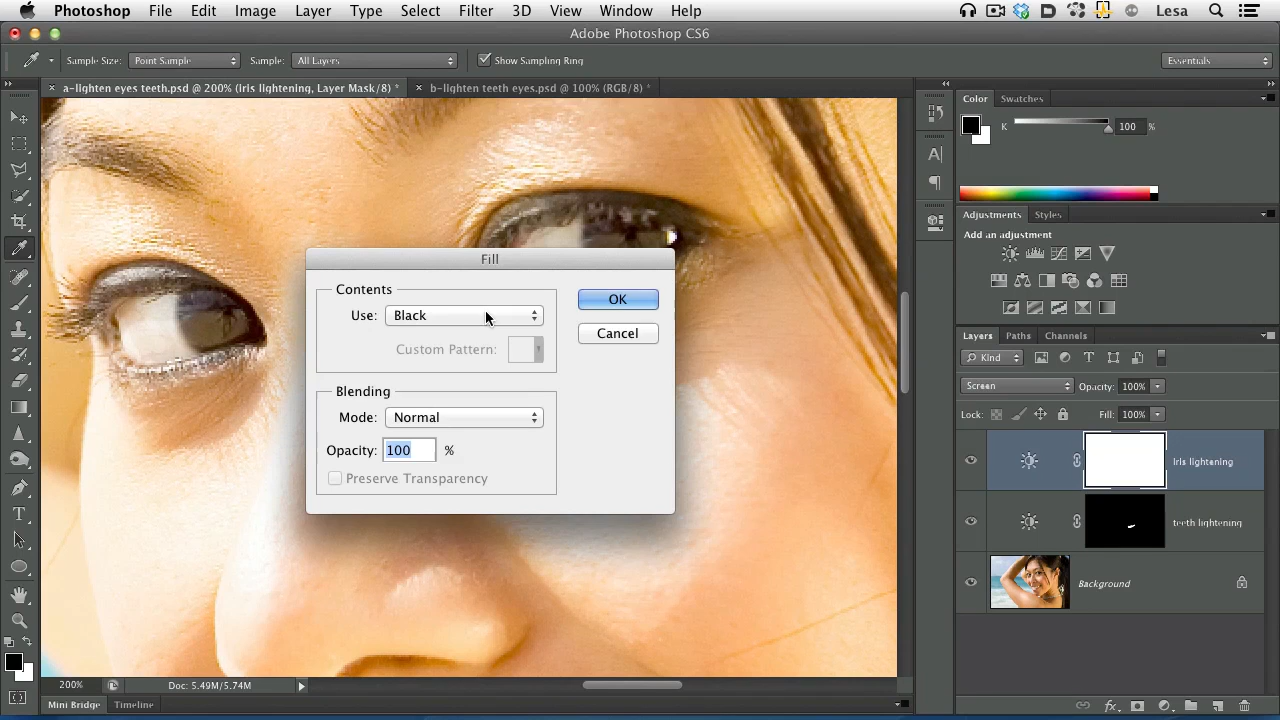 Photoshop File Edit Image Layer Type Select Filter 3D View Window Help Lesa
Adobe Photoshop CS6
Sample Size: Point Sample Sample: All Layers Show Sampling Ring Essentials
a-lighten eyes teeth.psd @ 200% (Iris lightening, Layer Mask/8) * b-lighten teeth eyes.psd @ 100% (RGB/8) *
Color Swatches
K 100 %
Adjustments Styles
Add an adjustment
Fill
Contents
Use: Black
Custom Pattern:
OK
Cancel
Blending
Mode: Normal
Opacity: 100 %
Preserve Transparency
Layers Paths Channels
Kind
Screen Opacity: 100%
Lock: Fill: 100%
Iris lightening
teeth lightening
Background
200% Doc: 5.49M/5.74M
Mini Bridge Timeline